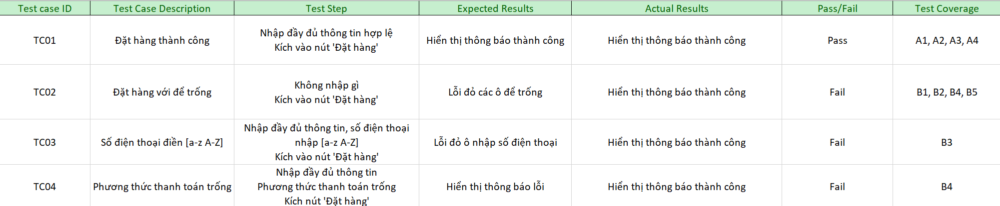 Test case ID Test Case Description Test Step Expected Results Actual Results Pass/Fail Test Coverage
TC01 Đặt hàng thành công Nhập đầy đủ thông tin hợp lệ
Kích vào nút 'Đặt hàng' Hiển thị thông báo thành công Hiển thị thông báo thành công Pass A1, A2, A3, A4
TC02 Đặt hàng với để trống Không nhập gì
Kích vào nút 'Đặt hàng' Lỗi đỏ các ô để trống Hiển thị thông báo thành công Fail B1, B2, B4, B5
TC03 Số điện thoại điền [a-z A-Z] Nhập đầy đủ thông tin, số điện thoại
nhập [a-z A-Z]
Kích vào nút 'Đặt hàng' Lỗi đỏ ô nhập số điện thoại Hiển thị thông báo thành công Fail B3
TC04 Phương thức thanh toán trống Nhập đầy đủ thông tin
Phương thức thanh toán trống
Kích nút 'Đặt hàng' Hiển thị thông báo lỗi Hiển thị thông báo thành công Fail B4